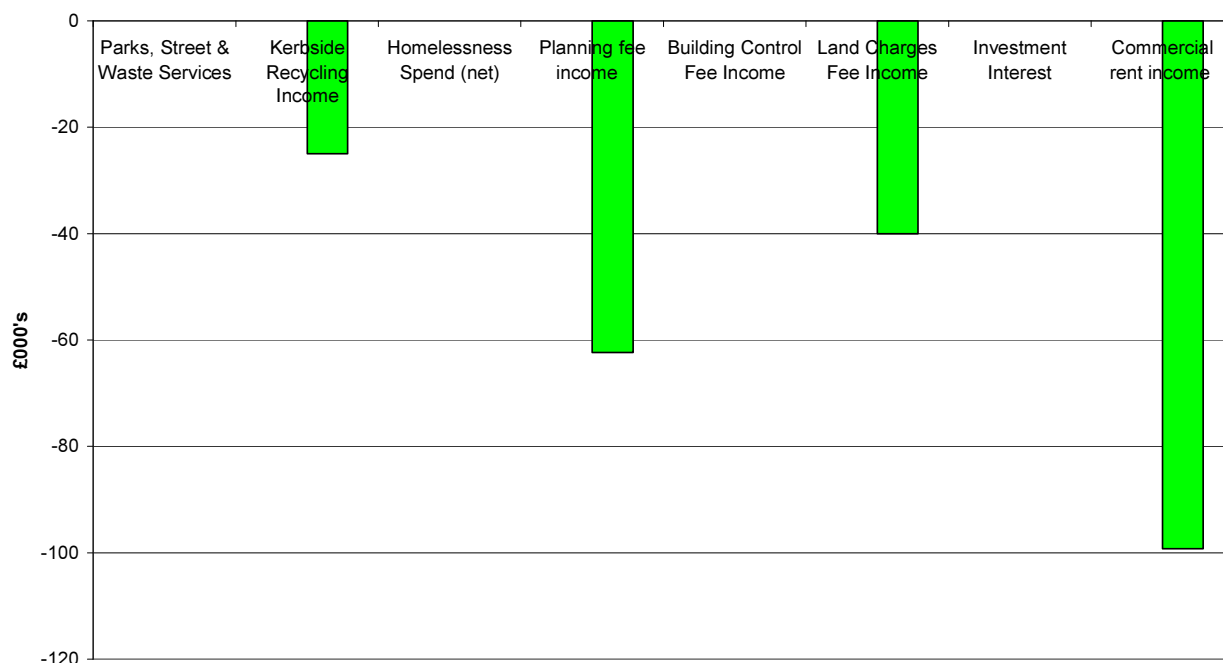 0
Parks, Street &
Waste Services
Kerbside
Recycling
Income
Homelessness
Spend (net)
Planning fee
income
Building Control
Fee Income
Land Charges
Fee Income
Investment
Interest
Commercial
rent income
-20
-40
-60
-80
-100
-120
£000's